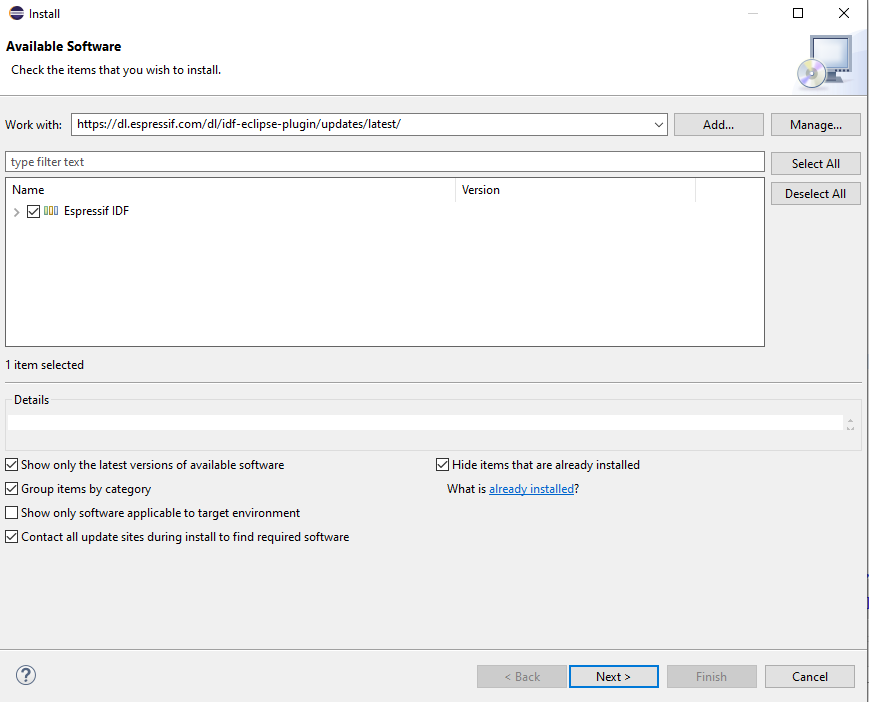 Install
Available Software
Check the items that you wish to install.
Work with: https://dl.espressif.com/dl/idf-eclipse-plugin/updates/latest/ Add... Manage...
type filter text Select All
Name Version Deselect All
Espressif IDF
1 item selected
Details
Show only the latest versions of available software Hide items that are already installed
Group items by category What is already installed?
Show only software applicable to target environment
Contact all update sites during install to find required software
? < Back Next > Finish Cancel